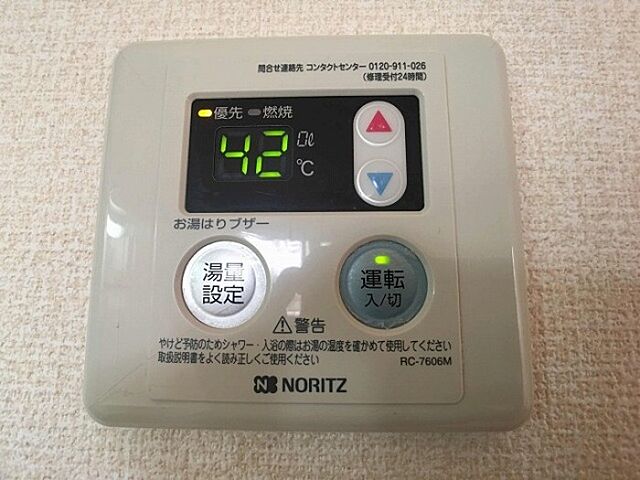 問合せ連絡先 コンタクトセンター 0120-911-026
(修理受付24時間)
優先 燃焼
42 0ℓ
℃
お湯はりブザー
湯量
設定
運転
入/切
⚠警告
やけど予防のためシャワー・入浴の際はお湯の温度を確かめて使用してください
取扱説明書をよく読み正しくご使用ください
RC-7606M
NORITZ